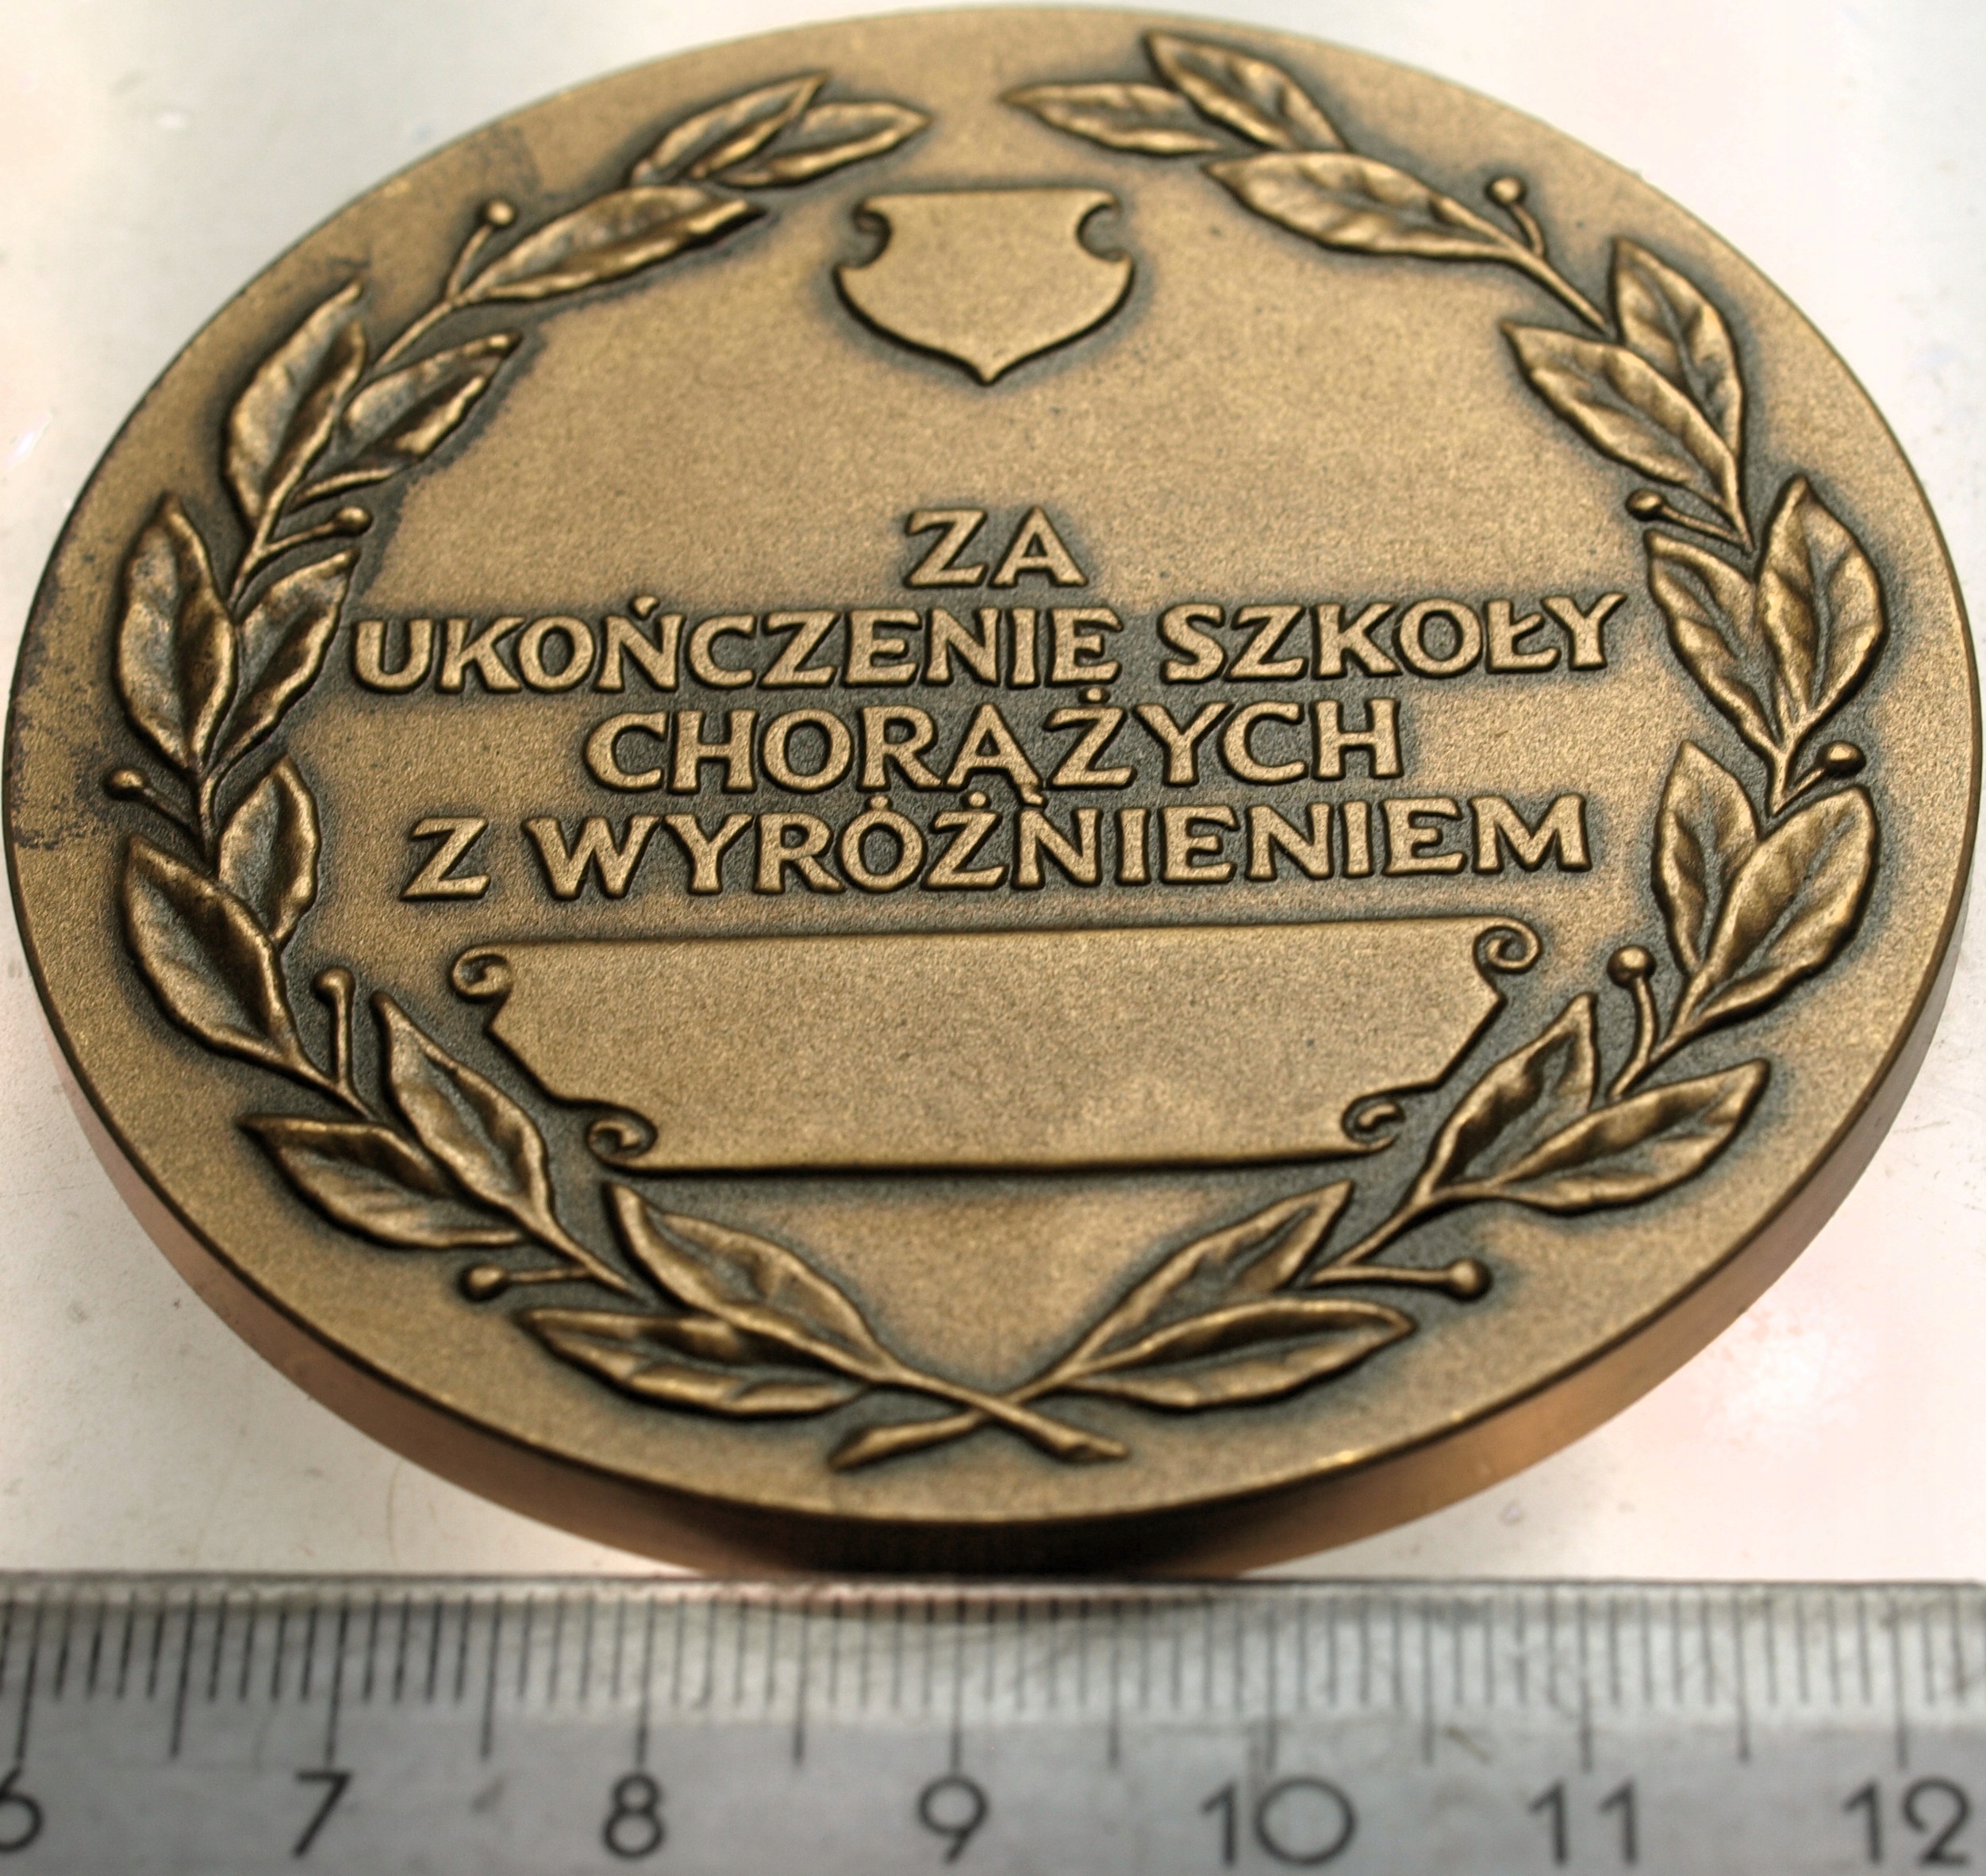 ZA
UKOŃCZENIE SZKOŁY
CHORĄŻYCH
Z WYRÓŻNIENIEM
6 7 8 9 10 11 12